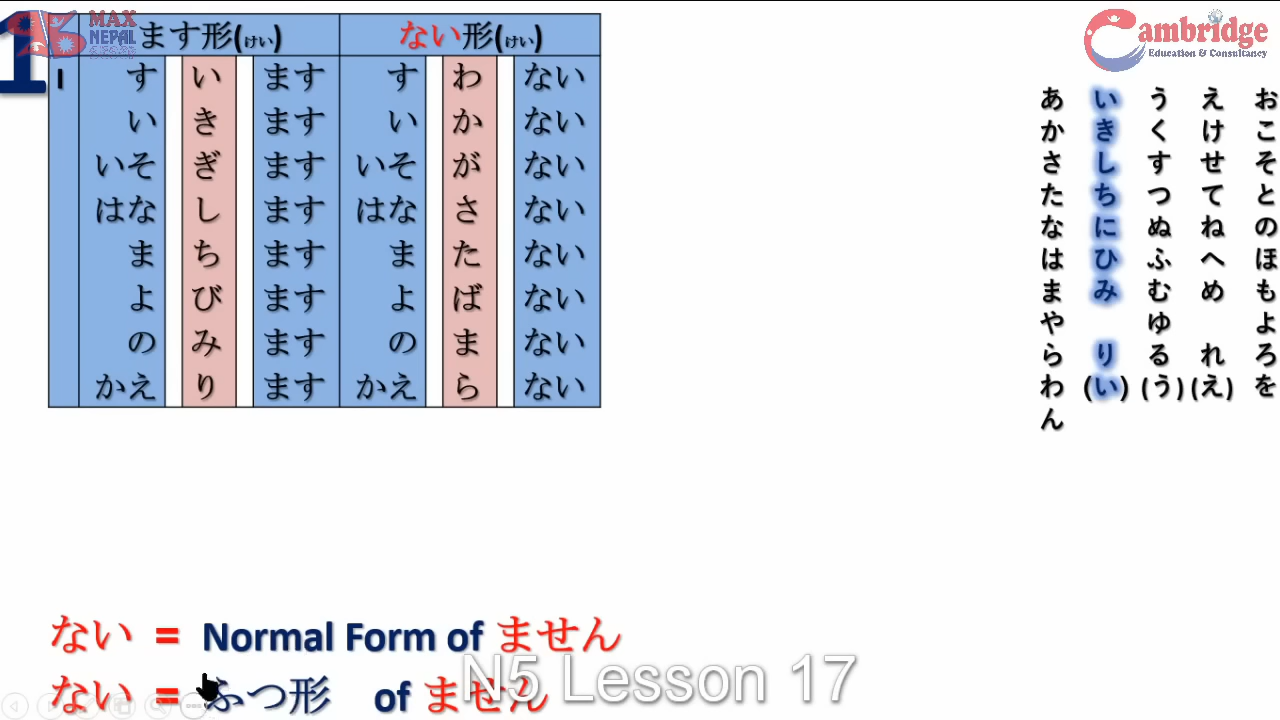 1
MAX
NEPAL
Cambridge
Education & Consultancy
ます形(けい) ない形(けい)
I す い ます す わ ない
い き ます い か ない
いそ ぎ ます いそ が ない
はな し ます はな さ ない
ま ち ます ま た ない
よ び ます よ ば ない
の み ます の ま ない
かえ り ます かえ ら ない
あ い う え お
か き く け こ
さ し す せ そ
た ち つ て と
な に ぬ ね の
は ひ ふ へ ほ
ま み む め も
や ゆ よ
ら り る れ ろ
わ (い) (う) (え) を
ん
ない = Normal Form of ません
ない = ふつ形 of ません
N5 Lesson 17